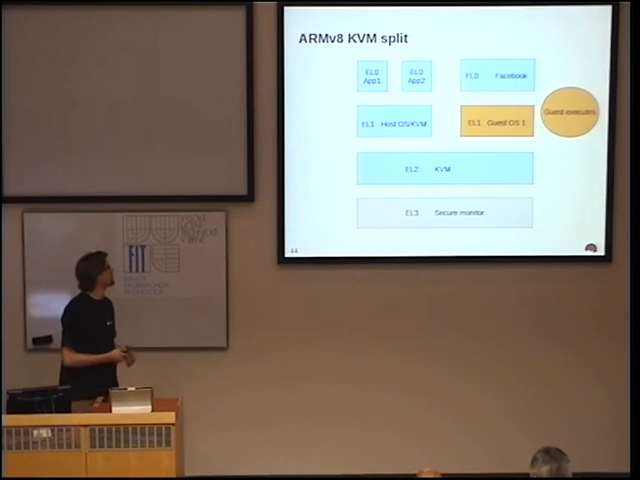 ARMv8 KVM split
EL0
App1
EL0
App2
EL0 Facebook
EL1 Host OS/KVM
EL1 Guest OS 1
Guest executes
EL2 KVM
EL3 Secure monitor
44
FIT